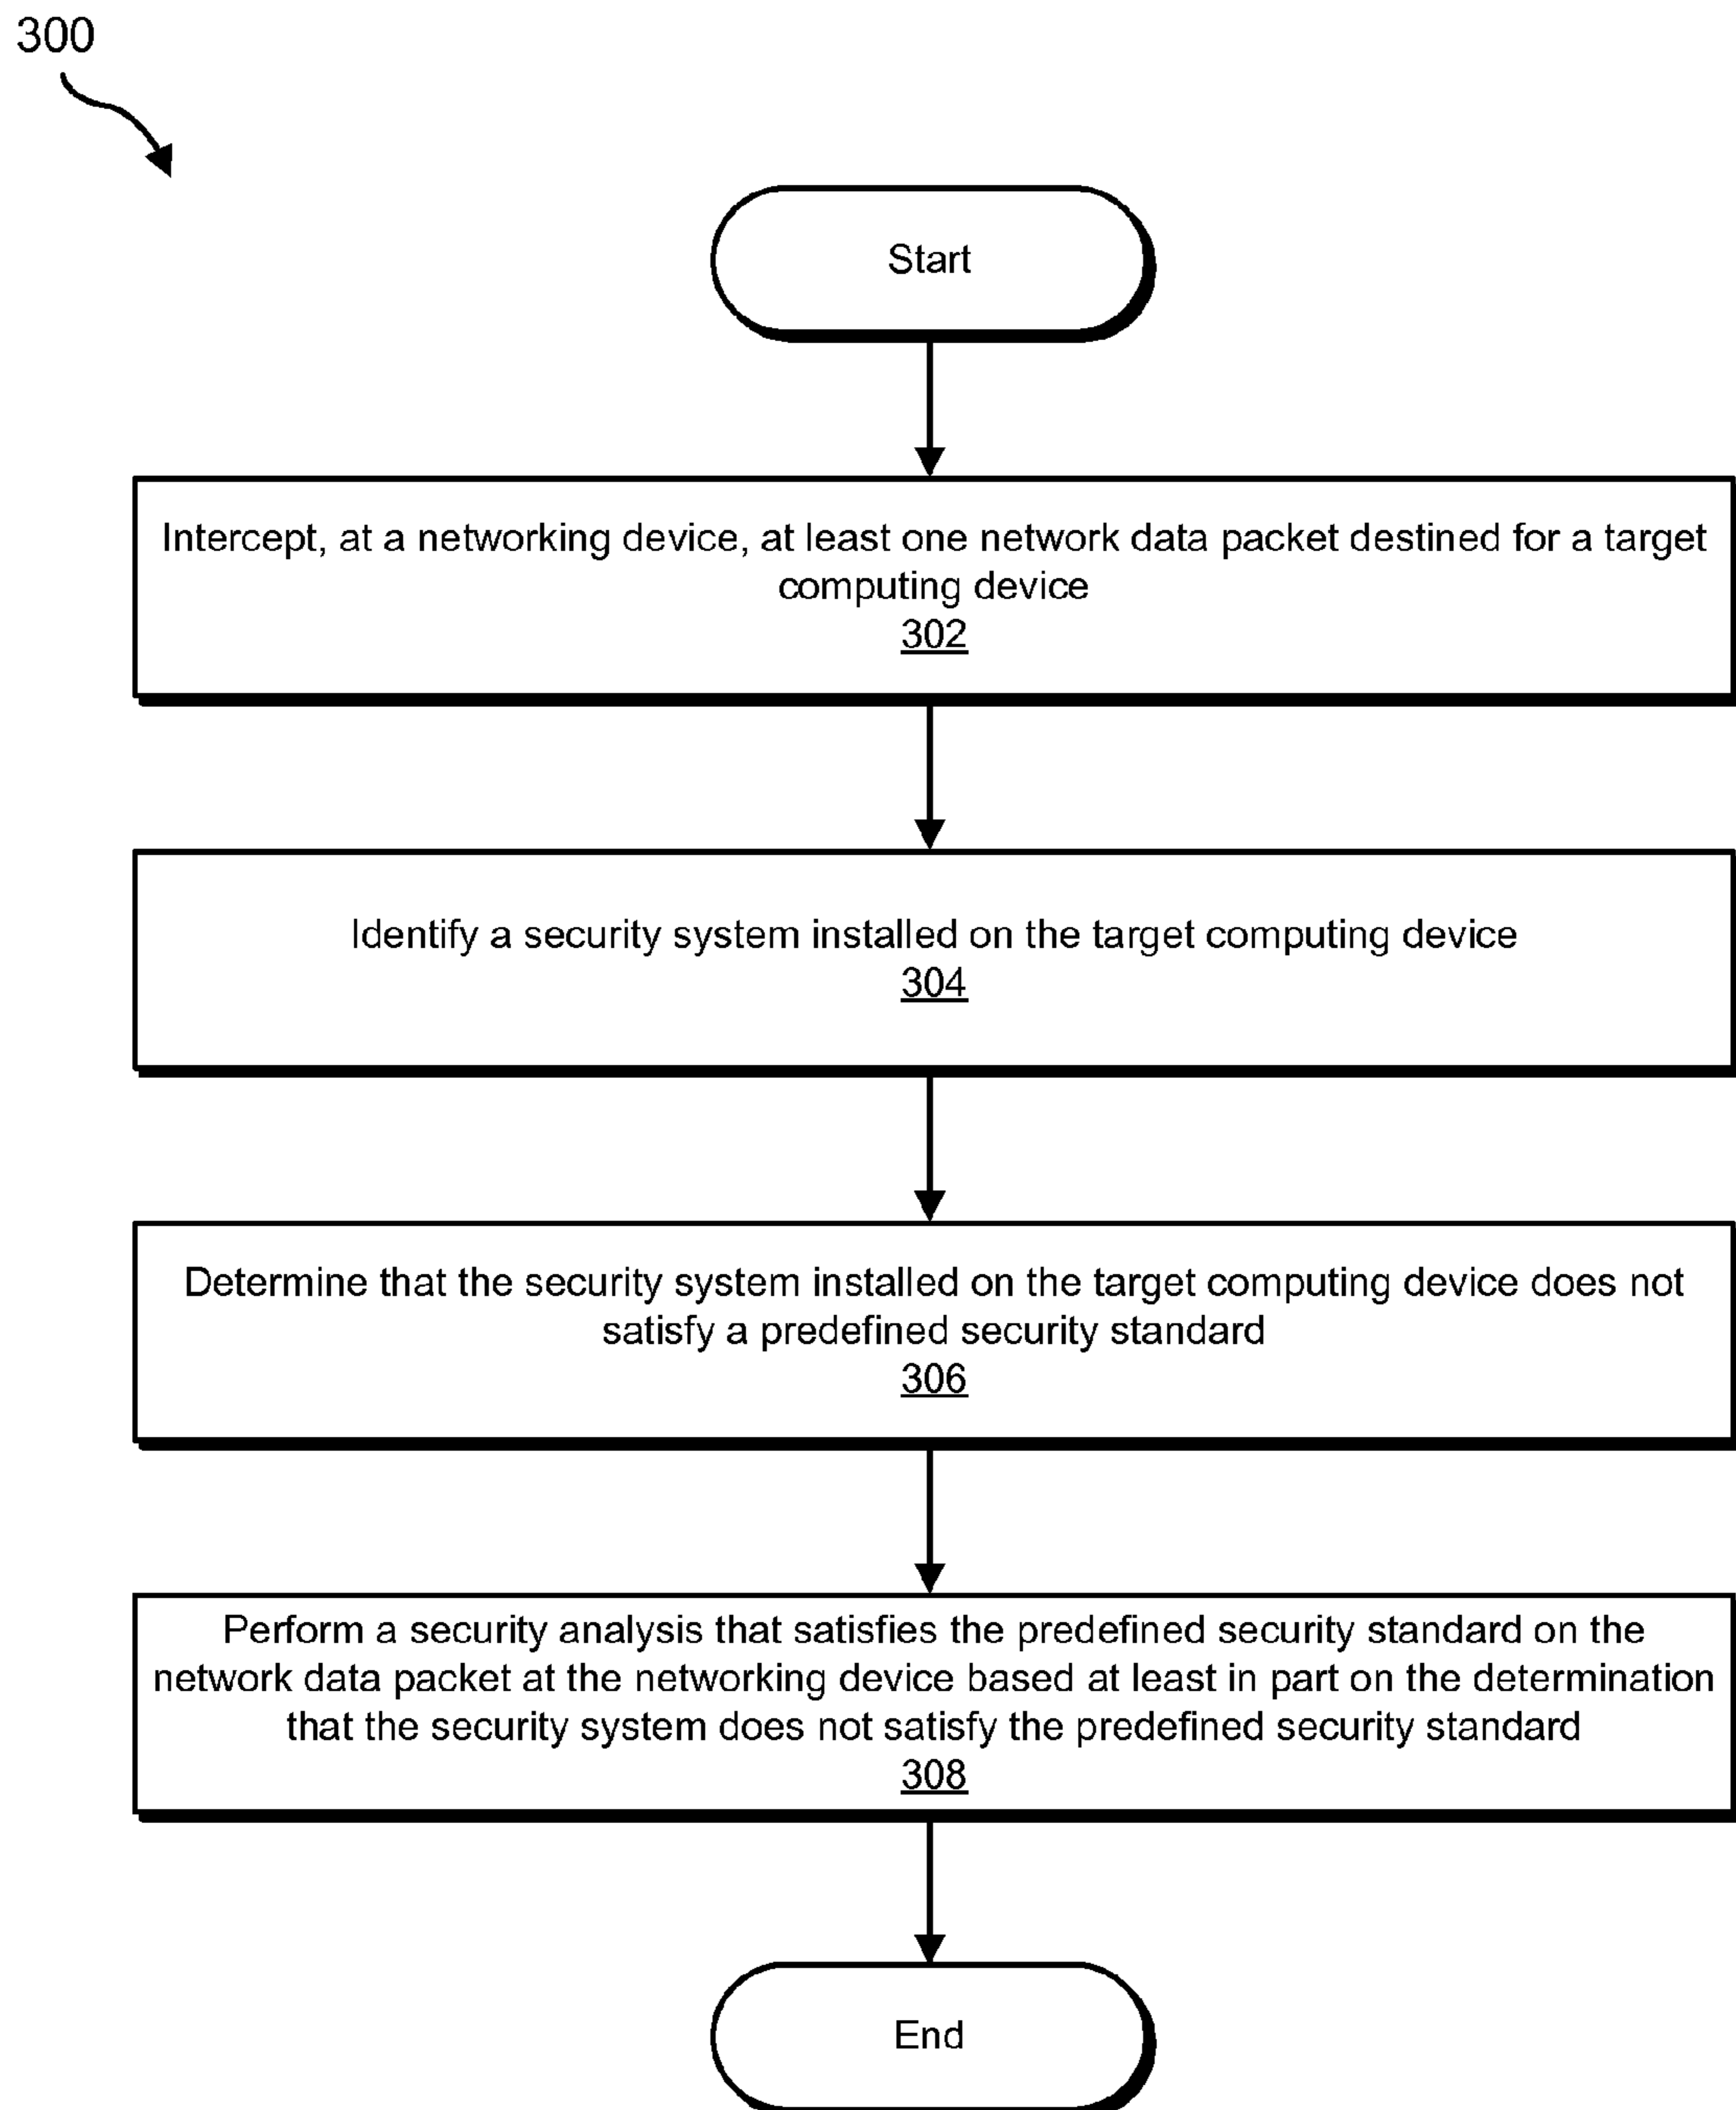 300
Start
Intercept, at a networking device, at least one network data packet destined for a target
computing device
302
Identify a security system installed on the target computing device
304
Determine that the security system installed on the target computing device does not
satisfy a predefined security standard
306
Perform a security analysis that satisfies the predefined security standard on the
network data packet at the networking device based at least in part on the determination
that the security system does not satisfy the predefined security standard
308
End